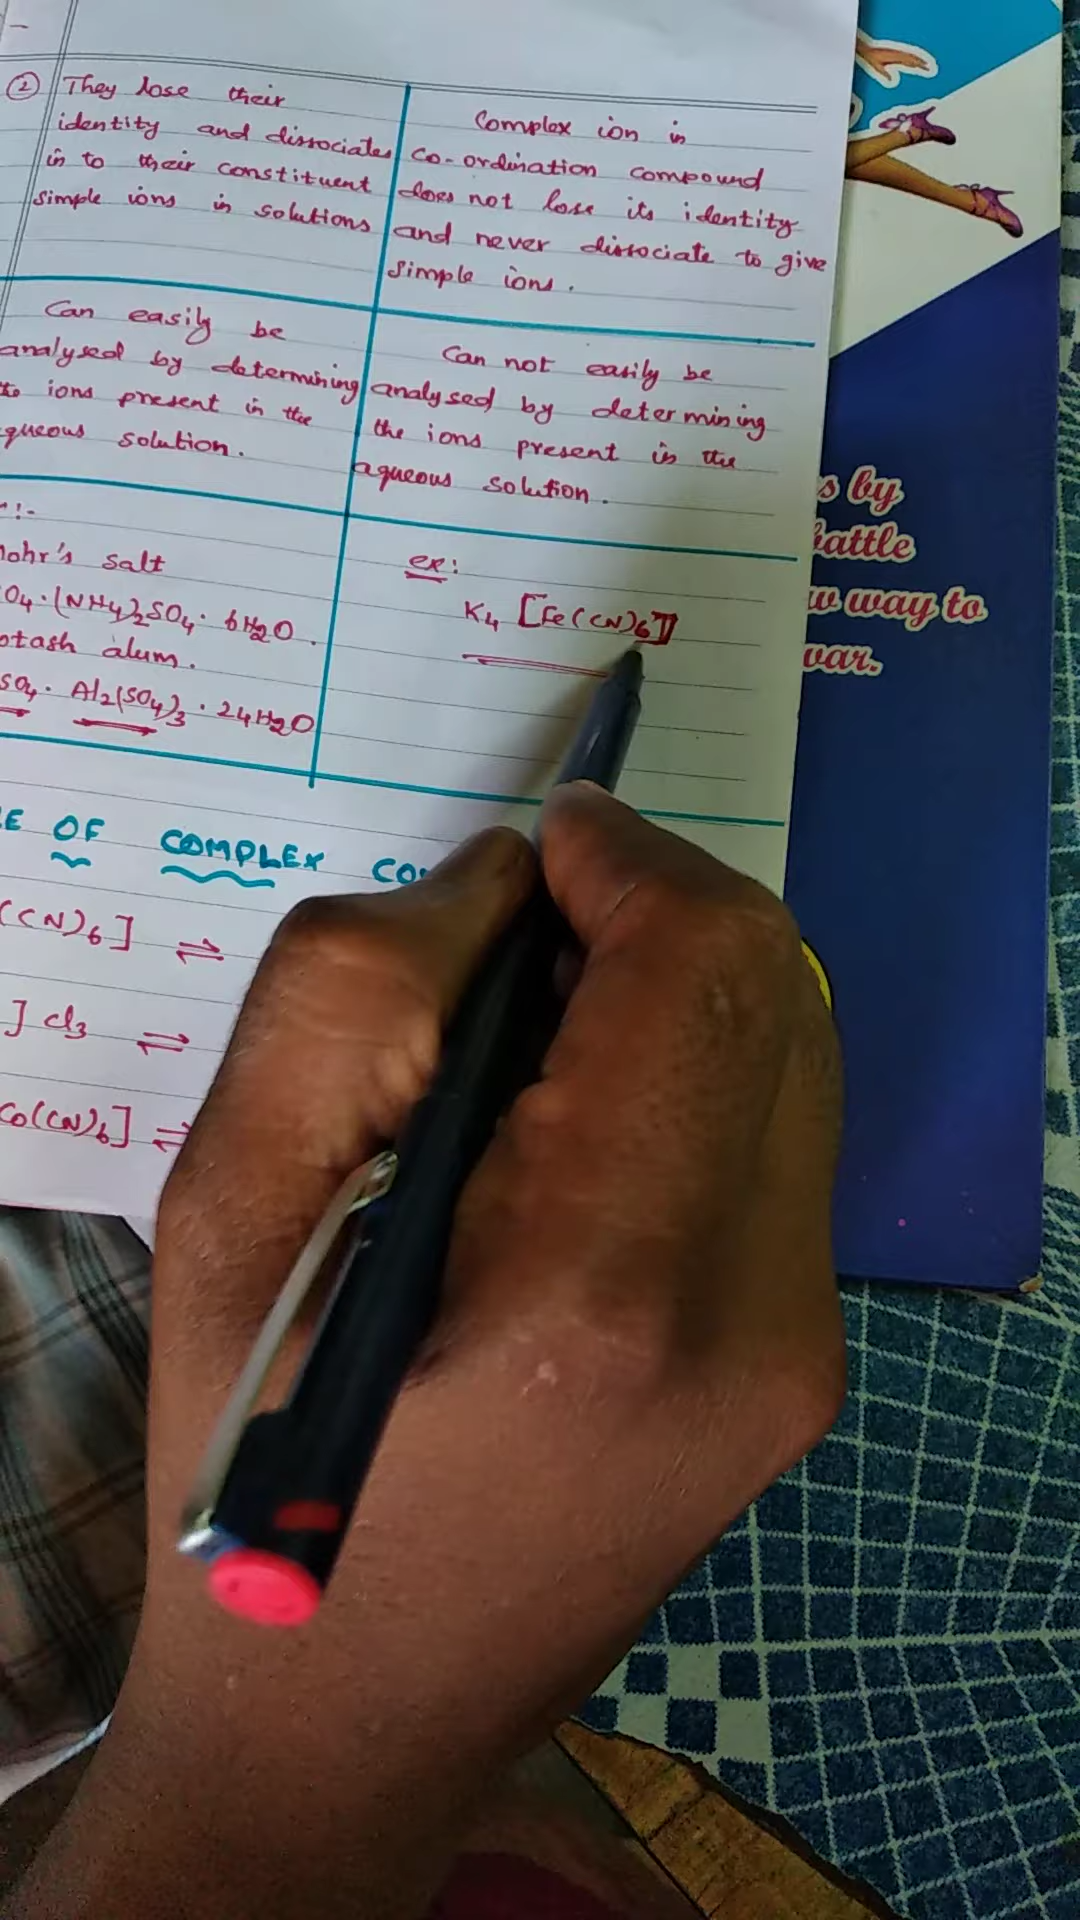 ② They lose their
identity and dissociates
in to their constituent
simple ions in solutions
Complex ion in
co-ordination compound
does not lose its identity
and never dissociate to give
simple ions.
Can easily be
analysed by determining
ions present in the
queous solution.
Can not easily be
analysed by determining
the ions present in the
aqueous solution.
!-
ohr's salt
O4.(NH4)2SO4. 6H2O.
otash alum.
SO4. Al2(SO4)3 . 24H2O
ex:
K4 [Fe(CN)6]
E OF COMPLEX CO
(CN)6] ⇌
] Cl3 ⇌
Co(CN)6] ⇌
s by
battle
w way to
war.